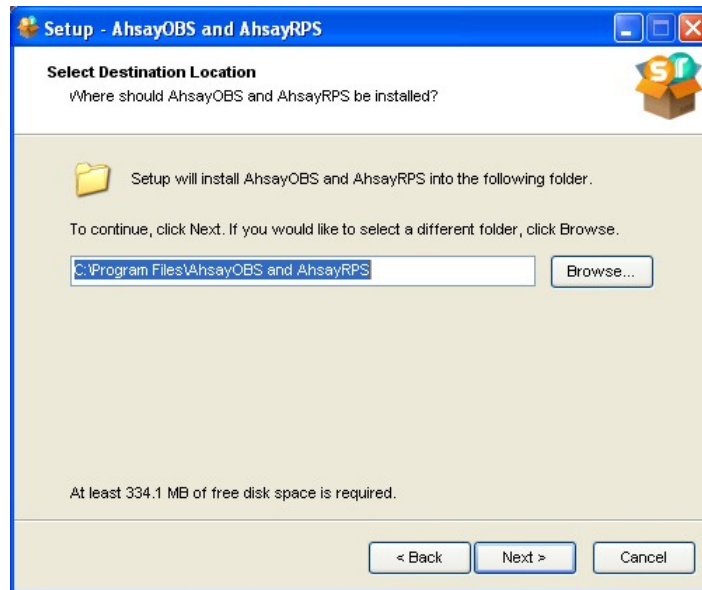 Setup - AhsayOBS and AhsayRPS
Select Destination Location
Where should AhsayOBS and AhsayRPS be installed?
Setup will install AhsayOBS and AhsayRPS into the following folder.
To continue, click Next. If you would like to select a different folder, click Browse.
C:\Program Files\AhsayOBS and AhsayRPS
Browse...
At least 334.1 MB of free disk space is required.
< Back
Next >
Cancel